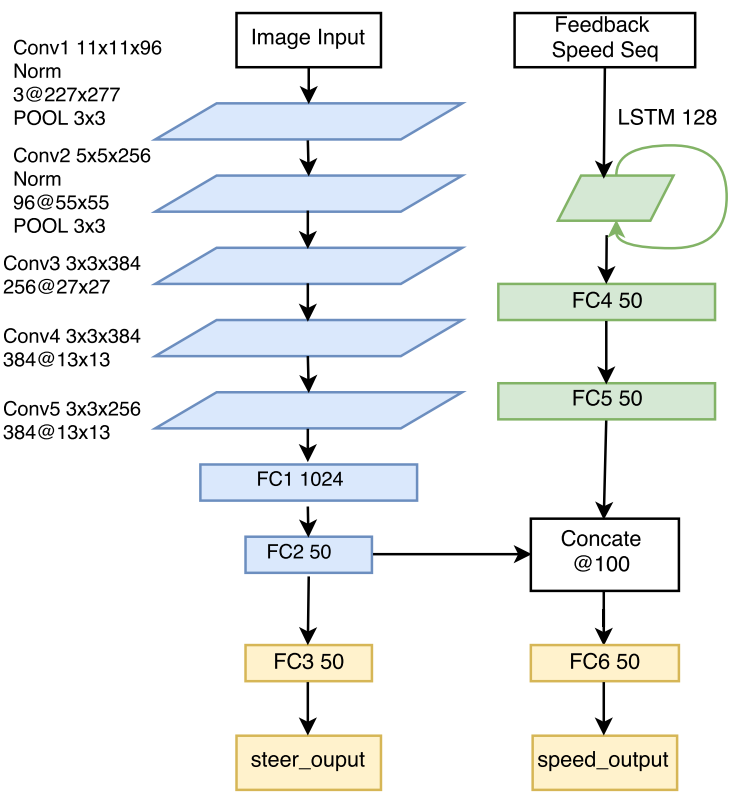 Image Input
Feedback
Speed Seq
Conv1 11x11x96
Norm
3@227x277
POOL 3x3
LSTM 128
Conv2 5x5x256
Norm
96@55x55
POOL 3x3
Conv3 3x3x384
256@27x27
FC4 50
Conv4 3x3x384
384@13x13
Conv5 3x3x256
384@13x13
FC5 50
FC1 1024
FC2 50
Concate
@100
FC3 50
FC6 50
steer_ouput
speed_output